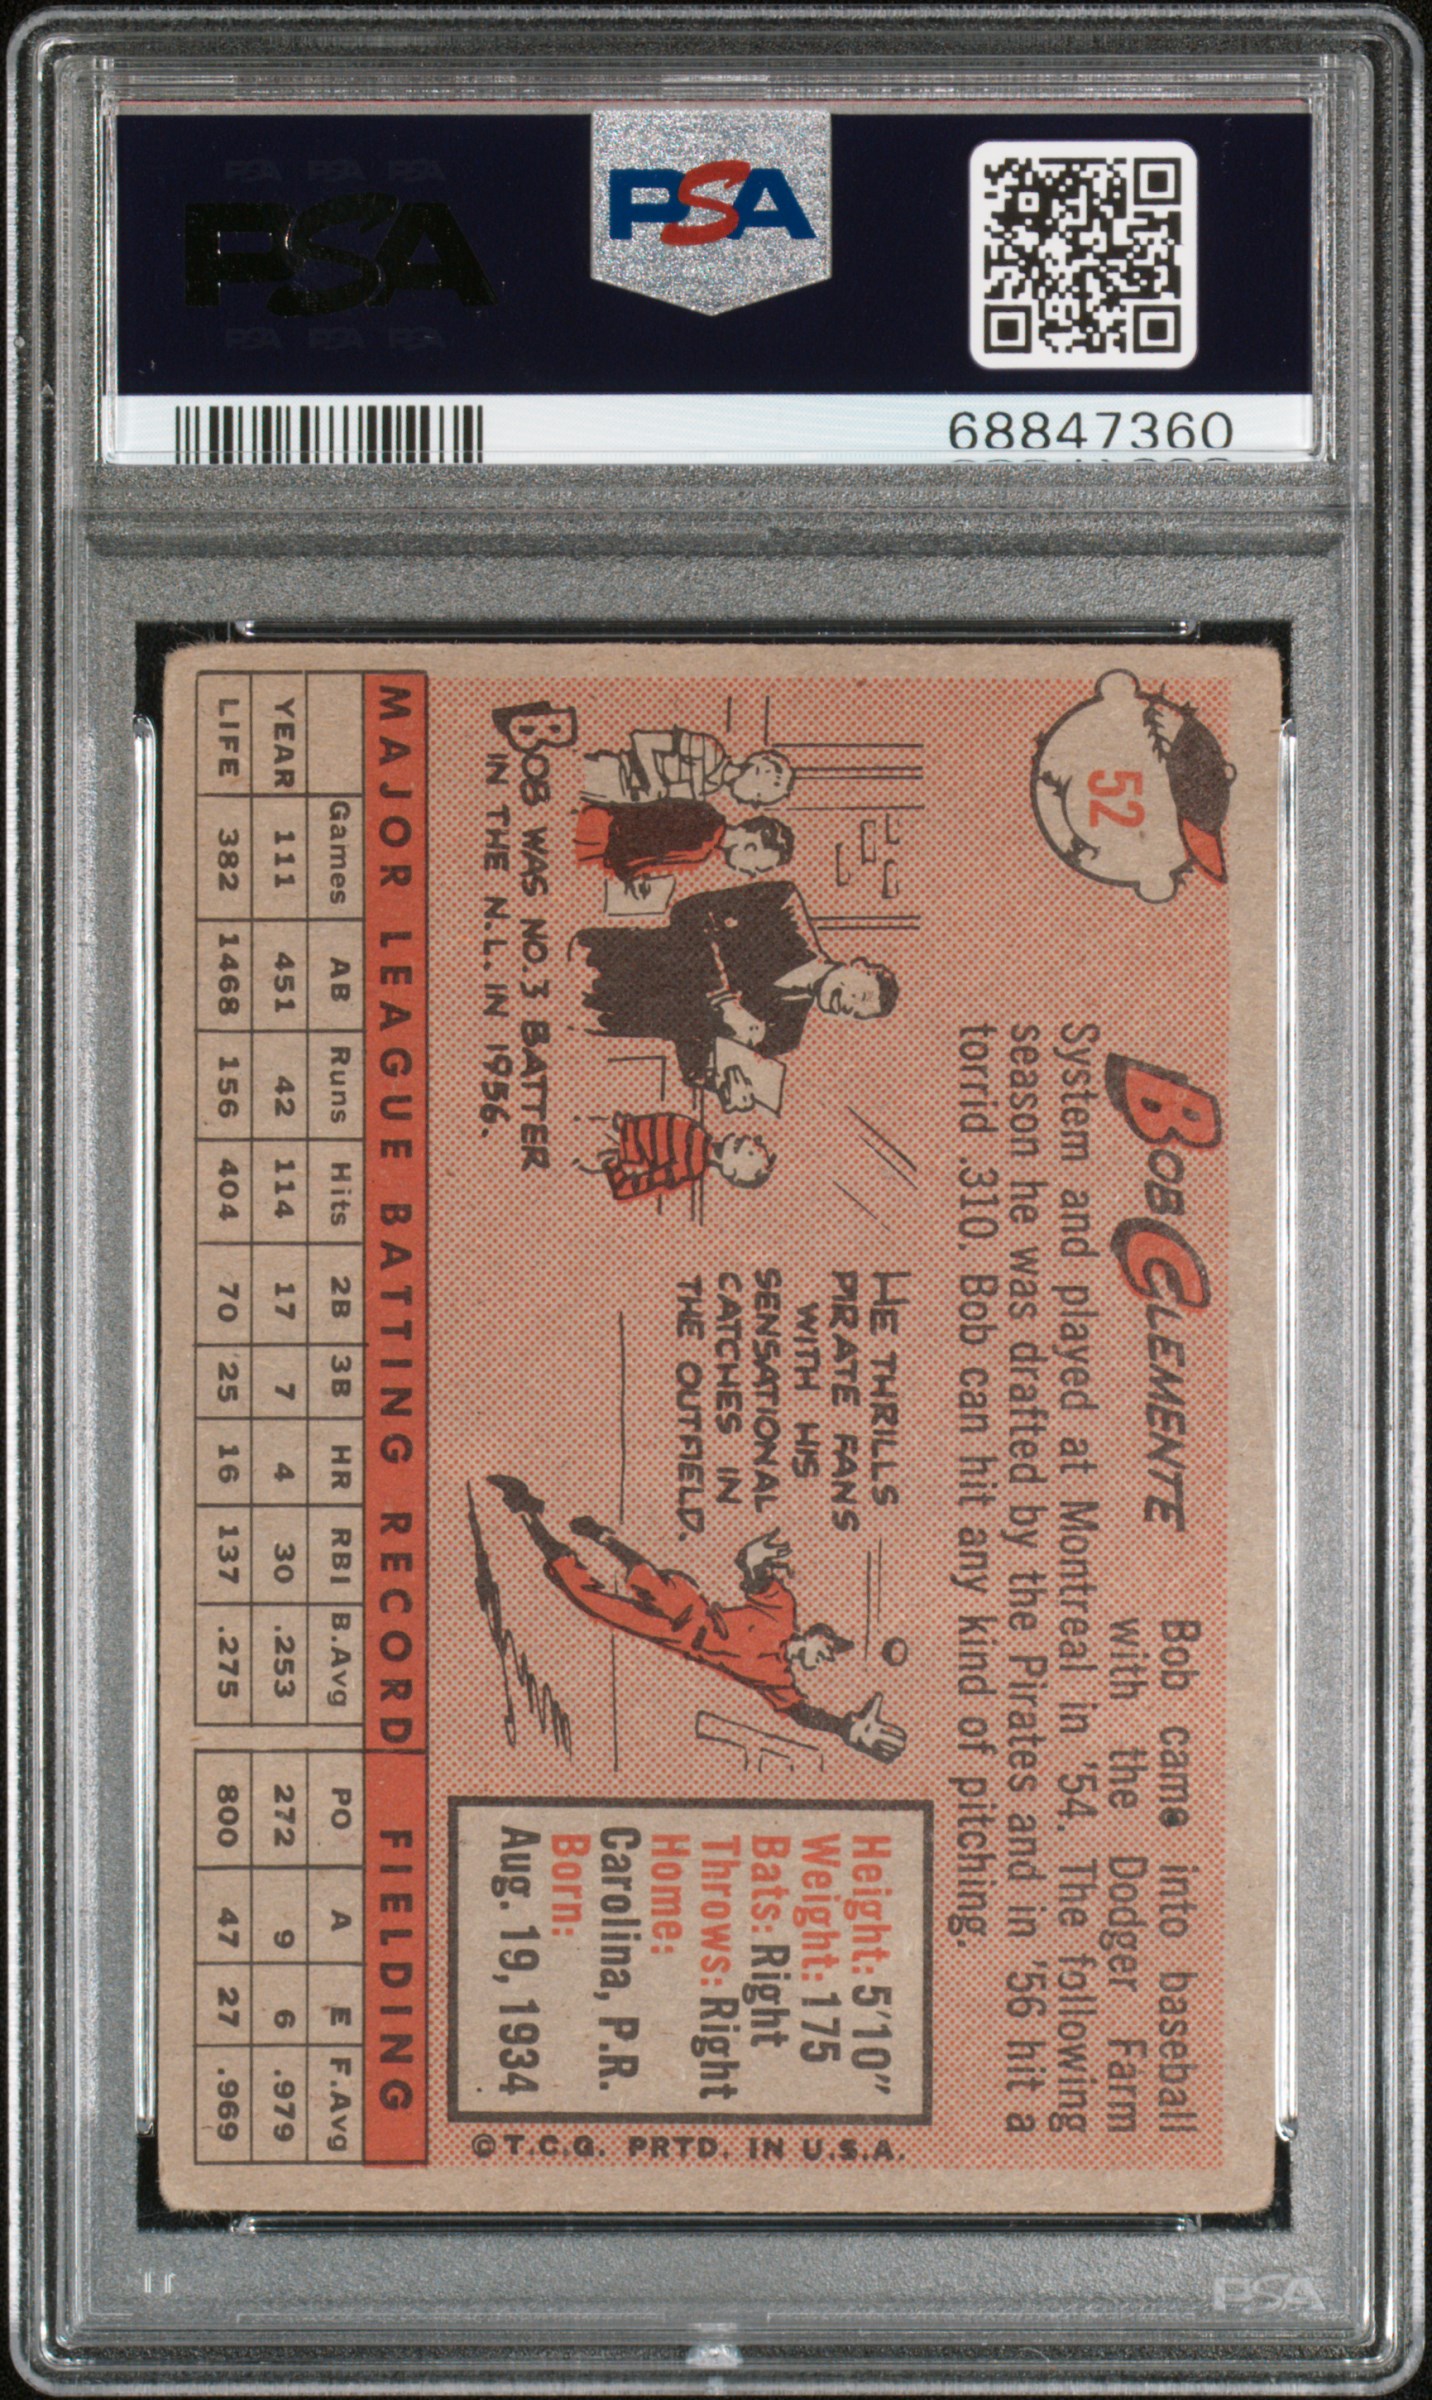 PSA
PSA PSA PSA
PSA
PSA PSA PSA
68847360
52
BOB CLEMENTE
Bob came into baseball
with the Dodger Farm
System and played at Montreal in '54. The following
season he was drafted by the Pirates and in '56 hit a
torrid .310. Bob can hit any kind of pitching.
BOB WAS NO. 3 BATTER
IN THE N.L. IN 1956.
HE THRILLS
PIRATE FANS
WITH HIS
SENSATIONAL
CATCHES IN
THE OUTFIELD.
Height: 5'10"
Weight: 175
Bats: Right
Throws: Right
Home:
Carolina, P.R.
Born:
Aug. 19, 1934
© T.C.G. PRTD. IN U.S.A.
MAJOR LEAGUE BATTING RECORD FIELDING
Games AB Runs Hits 2B 3B HR RBI B.Avg PO A E F.Avg
YEAR 111 451 42 114 17 7 4 30 .253 272 9 6 .979
LIFE 382 1468 156 404 70 25 16 137 .275 800 47 27 .969
PSA